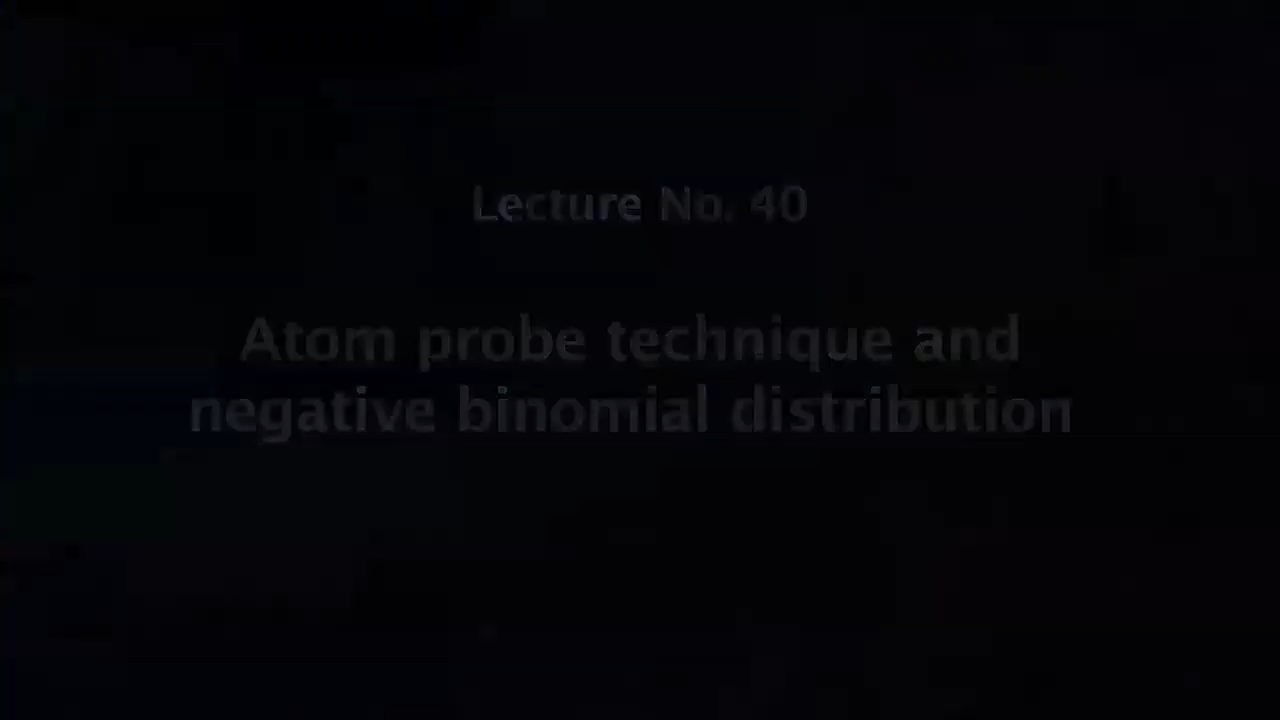 Lecture No. 40
Atom probe technique and
negative binomial distribution